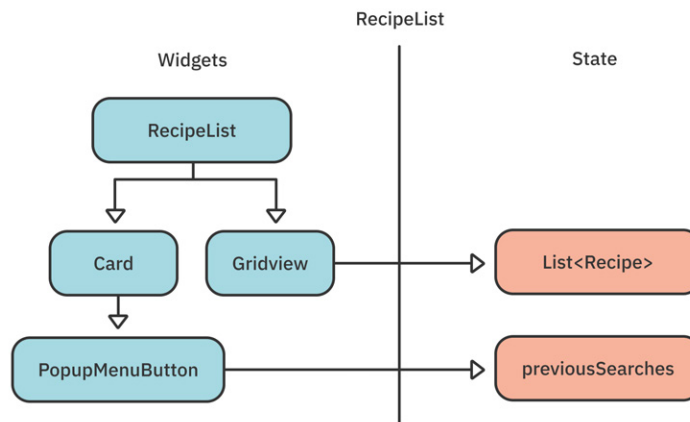 RecipeList
Widgets
State
RecipeList
Card
Gridview
List<Recipe>
PopupMenuButton
previousSearches